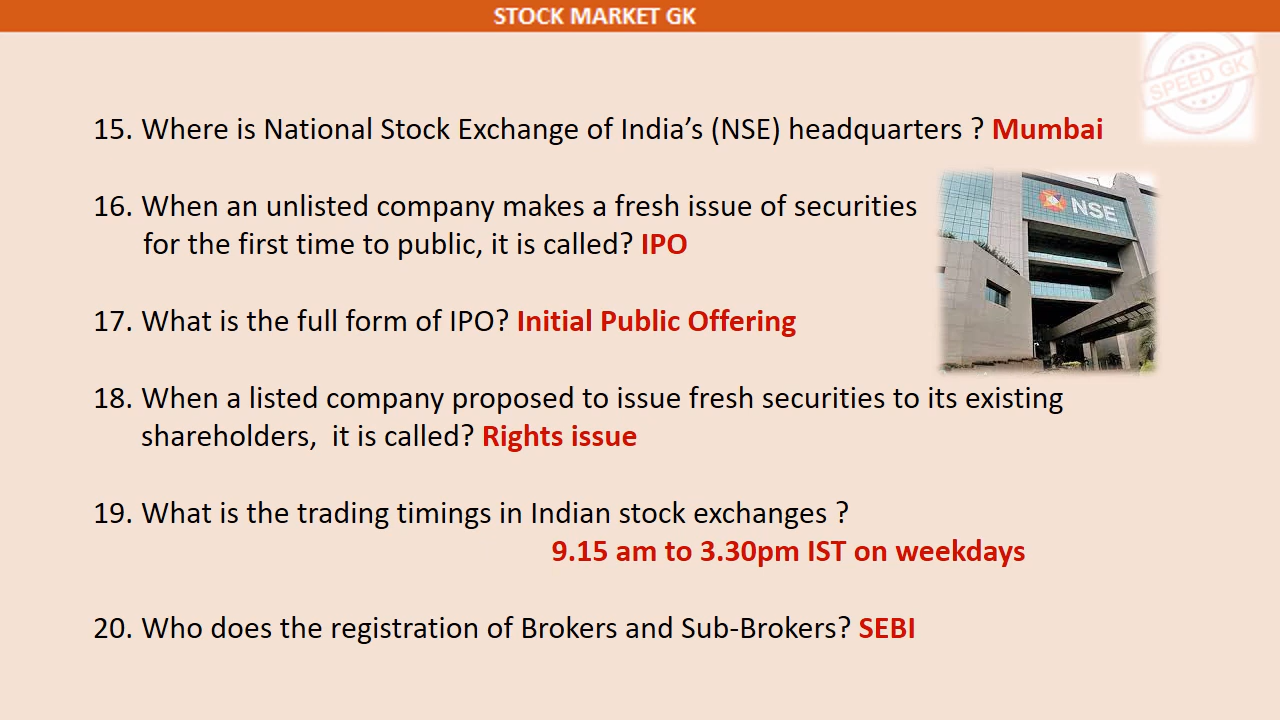 STOCK MARKET GK
SPEED GK
15. Where is National Stock Exchange of India’s (NSE) headquarters ? Mumbai
16. When an unlisted company makes a fresh issue of securities
for the first time to public, it is called? IPO
NSE
17. What is the full form of IPO? Initial Public Offering
18. When a listed company proposed to issue fresh securities to its existing
shareholders,  it is called? Rights issue
19. What is the trading timings in Indian stock exchanges ?
9.15 am to 3.30pm IST on weekdays
20. Who does the registration of Brokers and Sub-Brokers? SEBI